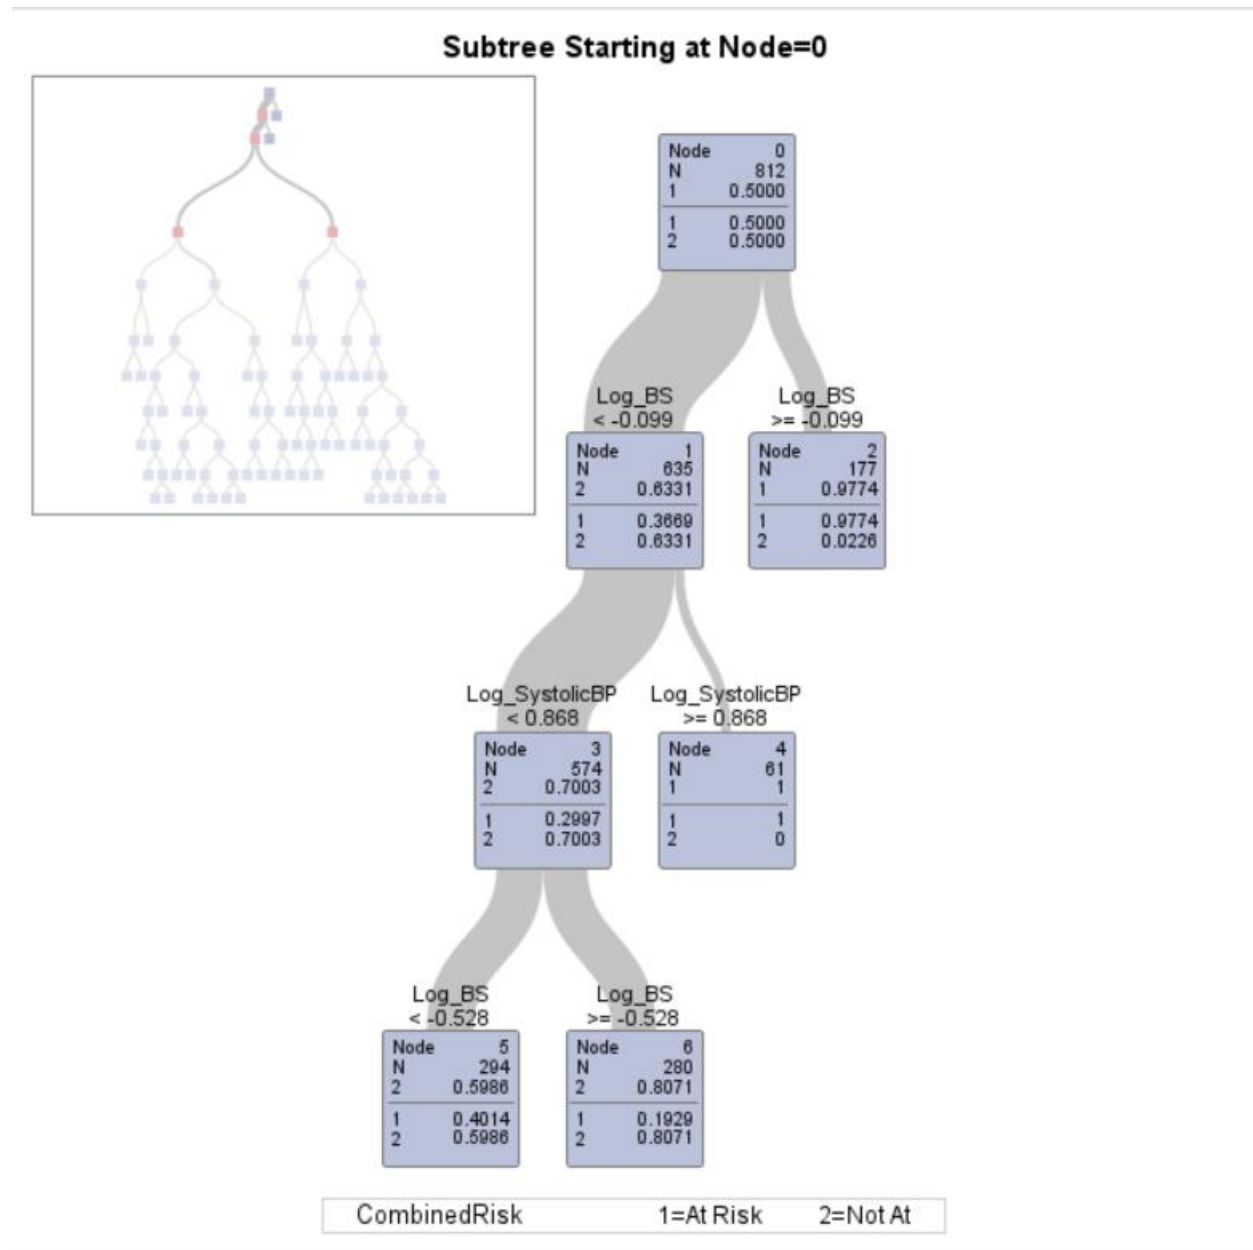 Subtree Starting at Node=0
Node 0
N 812
1 0.5000
1 0.5000
2 0.5000
Log_BS Log_BS
< -0.099 >= -0.099
Node 1
N 635
2 0.6331
1 0.3669
2 0.6331
Node 2
N 177
1 0.9774
1 0.9774
2 0.0226
Log_SystolicBP Log_SystolicBP
< 0.868 >= 0.868
Node 3
N 574
2 0.7003
1 0.2997
2 0.7003
Node 4
N 61
1 1
1 1
2 0
Log_BS Log_BS
< -0.528 >= -0.528
Node 5
N 294
2 0.5986
1 0.4014
2 0.5986
Node 6
N 280
2 0.8071
1 0.1929
2 0.8071
CombinedRisk 1=At Risk 2=Not At